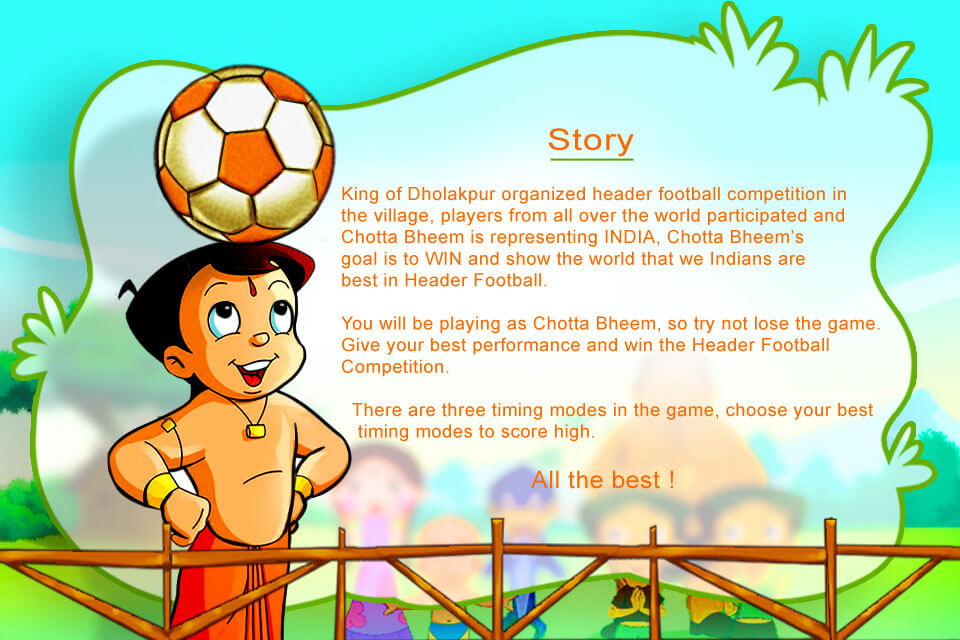 Story
King of Dholakpur organized header football competition in
the village, players from all over the world participated and
Chotta Bheem is representing INDIA, Chotta Bheem's
goal is to WIN and show the world that we Indians are
best in Header Football.
You will be playing as Chotta Bheem, so try not lose the game.
Give your best performance and win the Header Football
Competition.
There are three timing modes in the game, choose your best
timing modes to score high.
All the best !